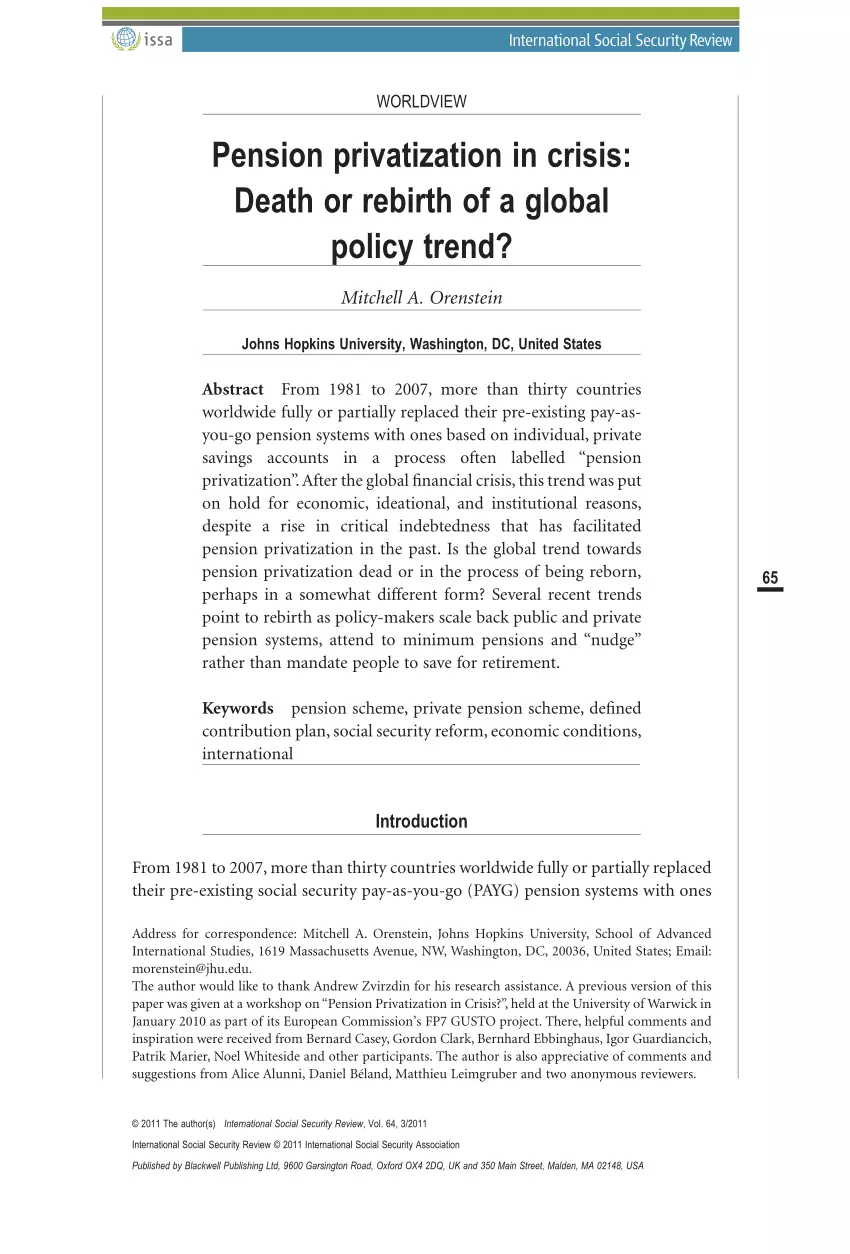 issa
International Social Security Review
WORLDVIEW
Pension privatization in crisis:
Death or rebirth of a global
policy trend?
Mitchell A. Orenstein
Johns Hopkins University, Washington, DC, United States
Abstract From 1981 to 2007, more than thirty countries
worldwide fully or partially replaced their pre-existing pay-as-
you-go pension systems with ones based on individual, private
savings accounts in a process often labelled “pension
privatization”. After the global financial crisis, this trend was put
on hold for economic, ideational, and institutional reasons,
despite a rise in critical indebtedness that has facilitated
pension privatization in the past. Is the global trend towards
pension privatization dead or in the process of being reborn,
perhaps in a somewhat different form? Several recent trends
point to rebirth as policy-makers scale back public and private
pension systems, attend to minimum pensions and “nudge”
rather than mandate people to save for retirement.
65
Keywords pension scheme, private pension scheme, defined
contribution plan, social security reform, economic conditions,
international
Introduction
From 1981 to 2007, more than thirty countries worldwide fully or partially replaced
their pre-existing social security pay-as-you-go (PAYG) pension systems with ones
Address for correspondence: Mitchell A. Orenstein, Johns Hopkins University, School of Advanced
International Studies, 1619 Massachusetts Avenue, NW, Washington, DC, 20036, United States; Email:
morenstein@jhu.edu.
The author would like to thank Andrew Zvirzdin for his research assistance. A previous version of this
paper was given at a workshop on “Pension Privatization in Crisis?”, held at the University of Warwick in
January 2010 as part of its European Commission’s FP7 GUSTO project. There, helpful comments and
inspiration were received from Bernard Casey, Gordon Clark, Bernhard Ebbinghaus, Igor Guardiancich,
Patrik Marier, Noel Whiteside and other participants. The author is also appreciative of comments and
suggestions from Alice Alunni, Daniel Béland, Matthieu Leimgruber and two anonymous reviewers.
© 2011 The author(s) International Social Security Review, Vol. 64, 3/2011
International Social Security Review © 2011 International Social Security Association
Published by Blackwell Publishing Ltd, 9600 Garsington Road, Oxford OX4 2DQ, UK and 350 Main Street, Malden, MA 02148, USA